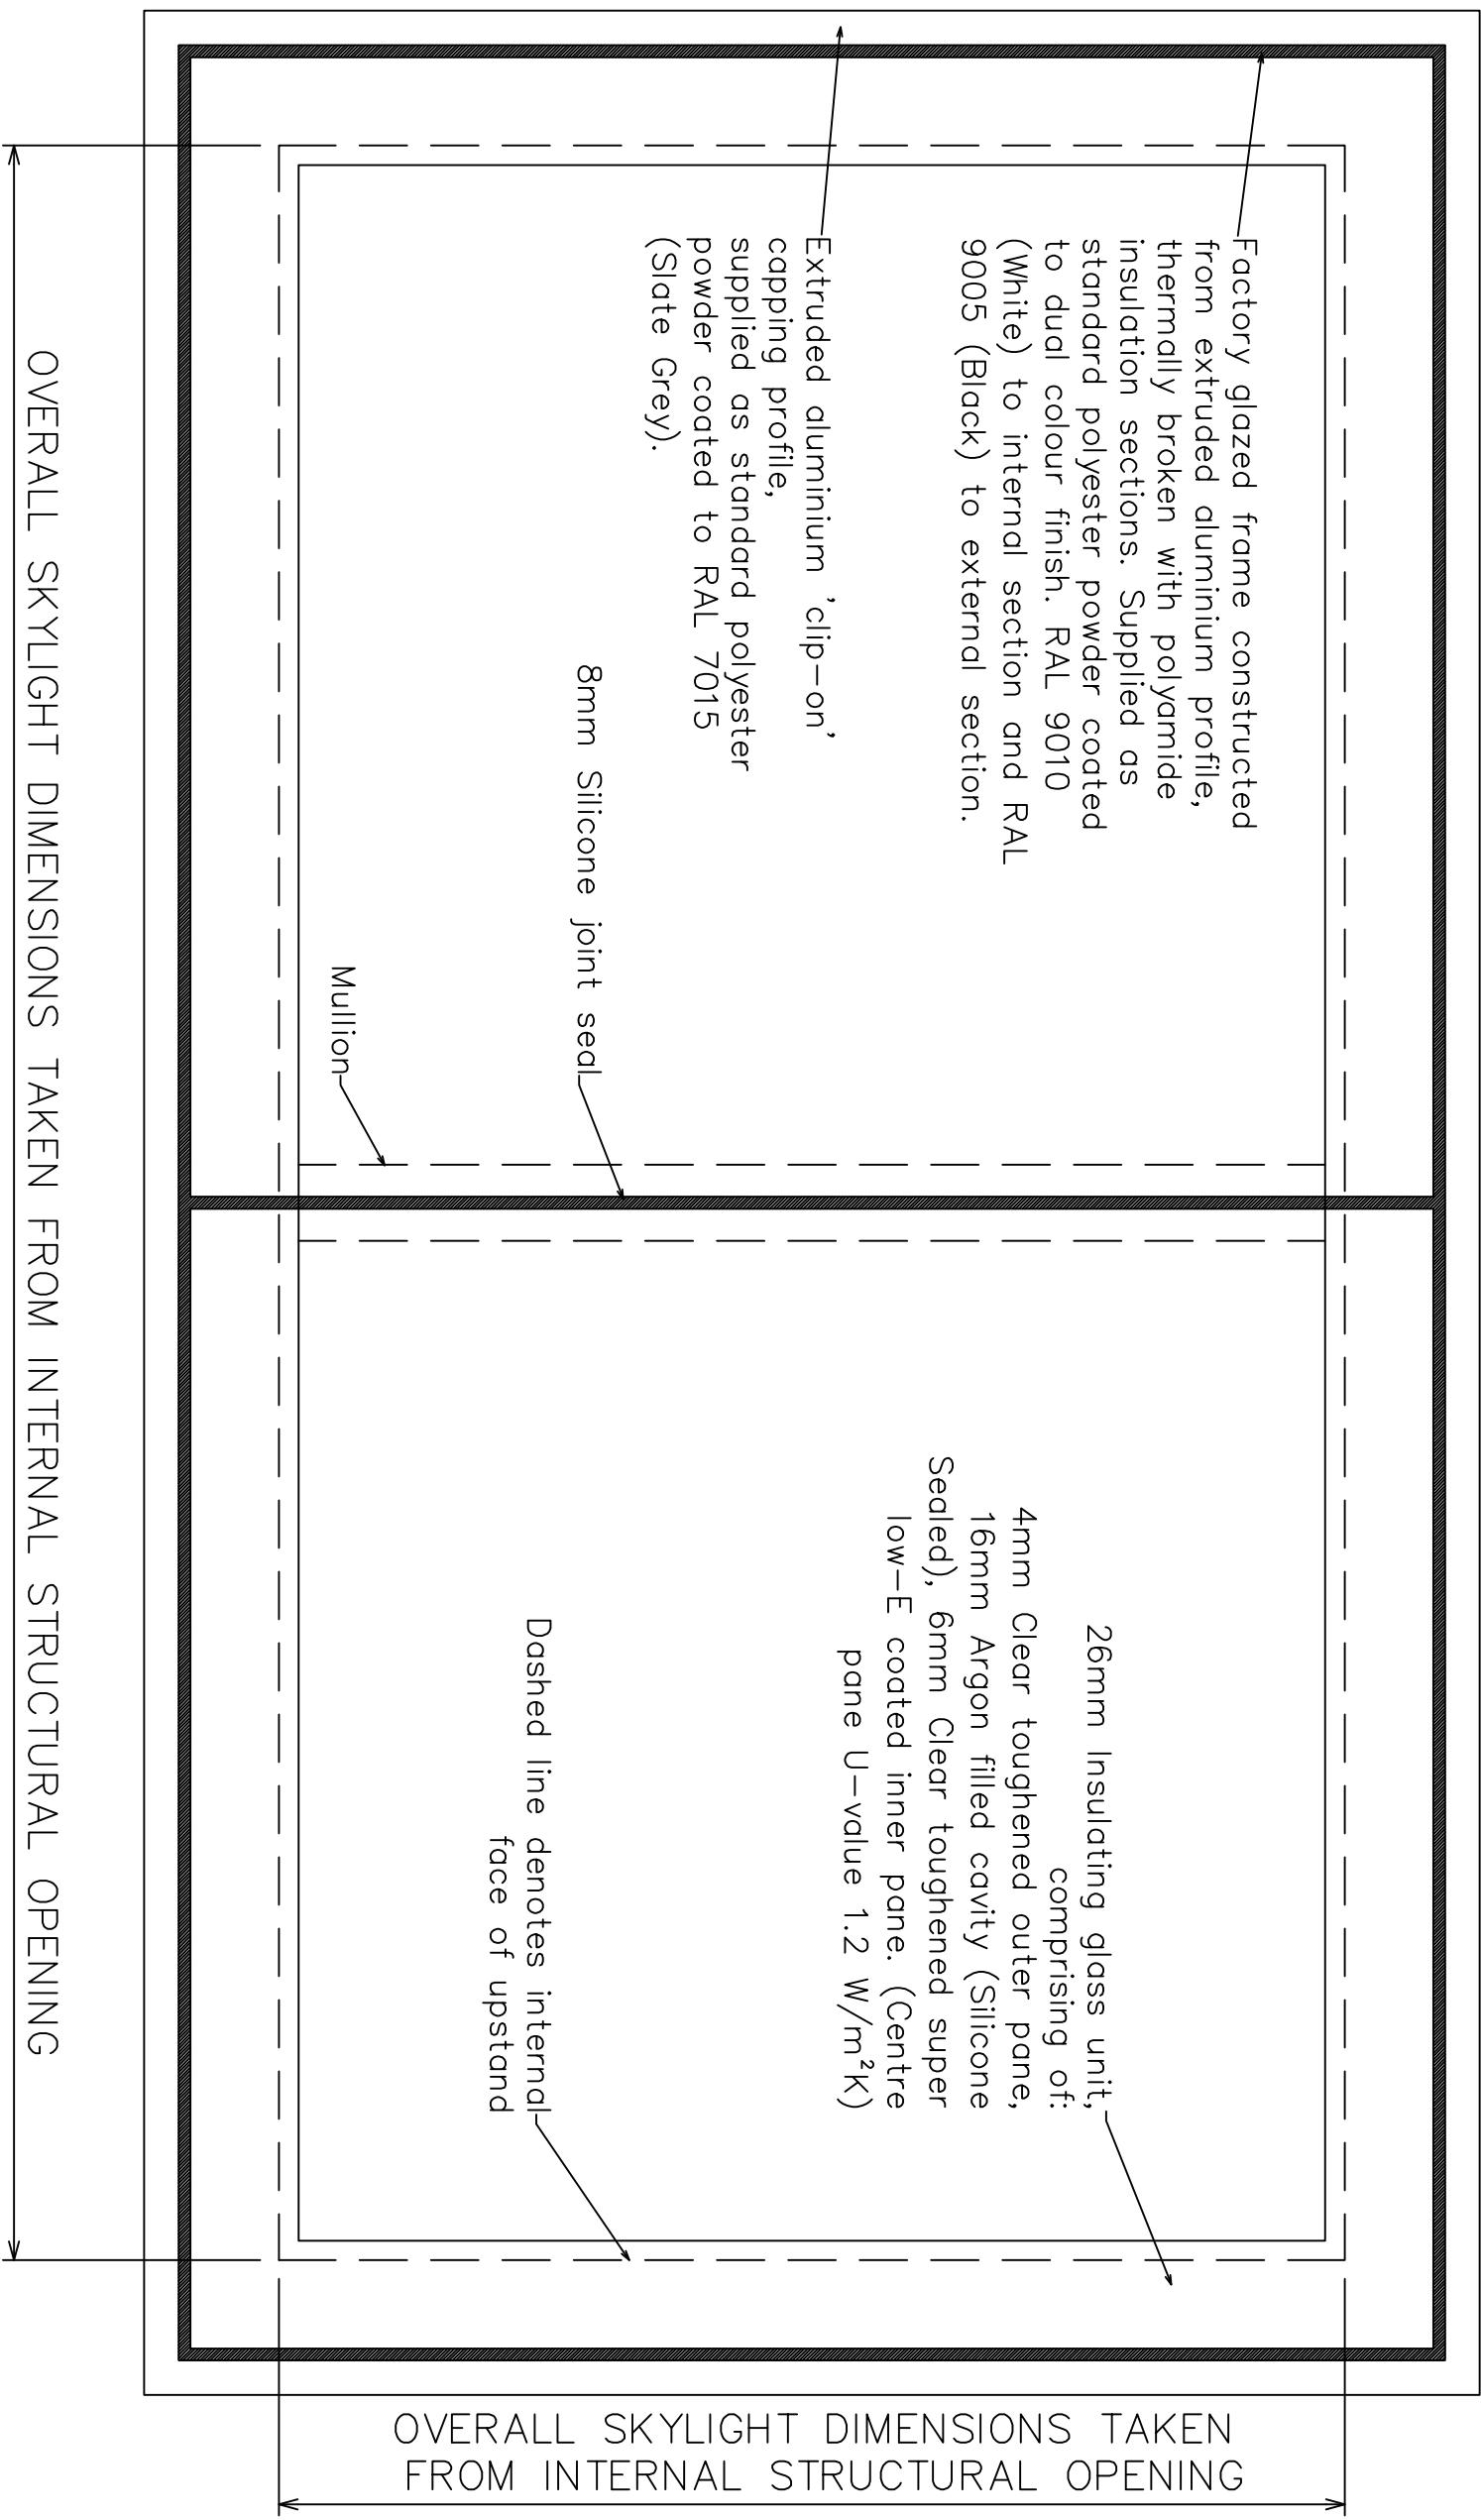 Factory glazed frame constructed
from extruded aluminium profile,
thermally broken with polyamide
insulation sections. Supplied as
standard polyester powder coated
to dual colour finish. RAL 9010
(White) to internal section and RAL
9005 (Black) to external section.
Extruded aluminium 'clip-on'
capping profile,
supplied as standard polyester
powder coated to RAL 7015
(Slate Grey).
8mm Silicone joint seal
Mullion
26mm Insulating glass unit,
comprising of:
4mm Clear toughened outer pane,
16mm Argon filled cavity (Silicone
Sealed), 6mm Clear toughened super
low-E coated inner pane. (Centre
pane U-value 1.2 W/m²K)
Dashed line denotes internal
face of upstand
OVERALL SKYLIGHT DIMENSIONS TAKEN FROM INTERNAL STRUCTURAL OPENING
OVERALL SKYLIGHT DIMENSIONS TAKEN
FROM INTERNAL STRUCTURAL OPENING